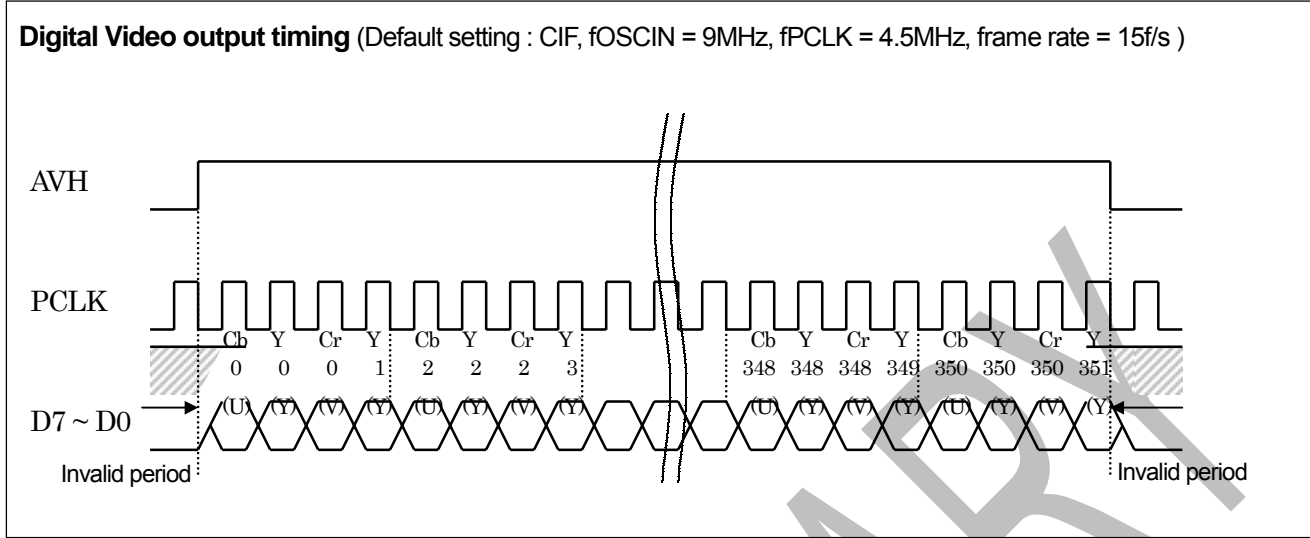 Digital Video output timing (Default setting : CIF, fOSCIN = 9MHz, fPCLK = 4.5MHz, frame rate = 15f/s )
AVH
PCLK
Cb Y Cr Y Cb Y Cr Y Cb Y Cr Y Cb Y Cr Y
0 0 0 1 2 2 2 3 348 348 348 349 350 350 350 351
(U) (Y) (V) (Y) (U) (Y) (V) (Y) (U) (Y) (V) (Y) (U) (Y) (V) (Y)
D7 ~ D0
Invalid period Invalid period